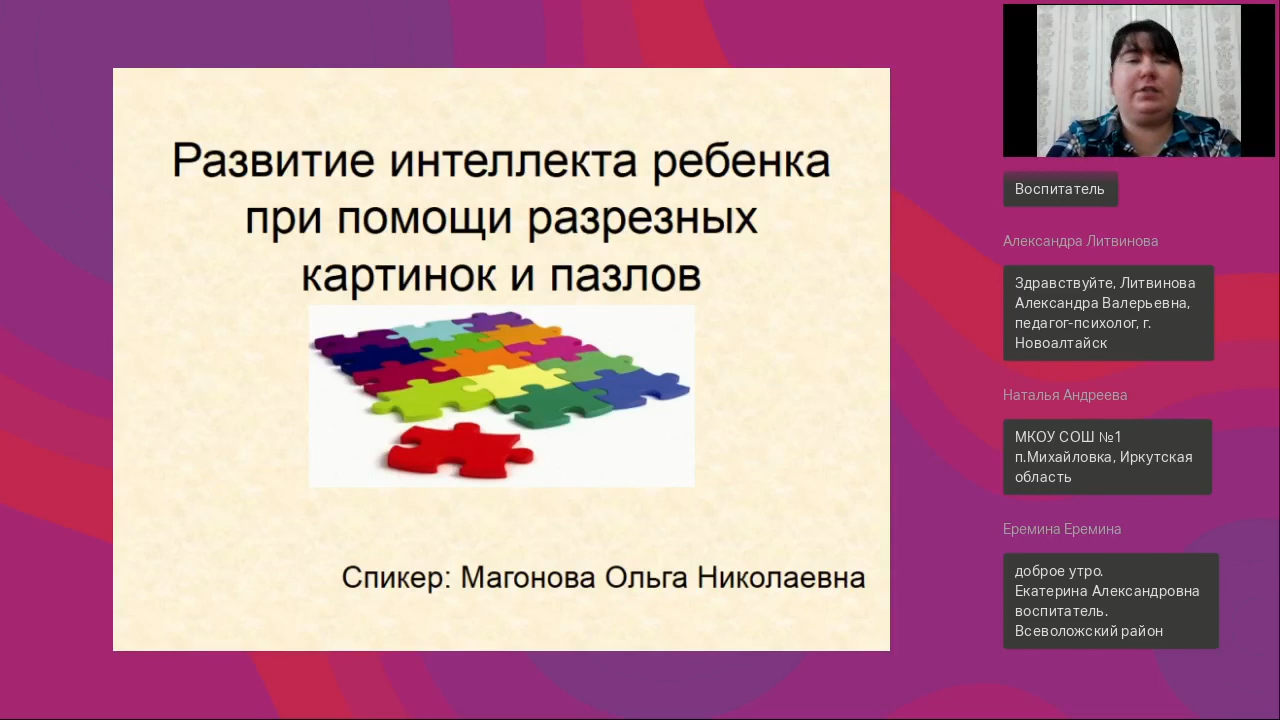 Развитие интеллекта ребенка
при помощи разрезных
картинок и пазлов
Спикер: Магонова Ольга Николаевна
Воспитатель
Александра Литвинова
Здравствуйте, Литвинова
Александра Валерьевна,
педагог-психолог, г.
Новоалтайск
Наталья Андреева
МКОУ СОШ №1
п.Михайловка, Иркутская
область
Еремина Еремина
доброе утро.
Екатерина Александровна
воспитатель.
Всеволожский район